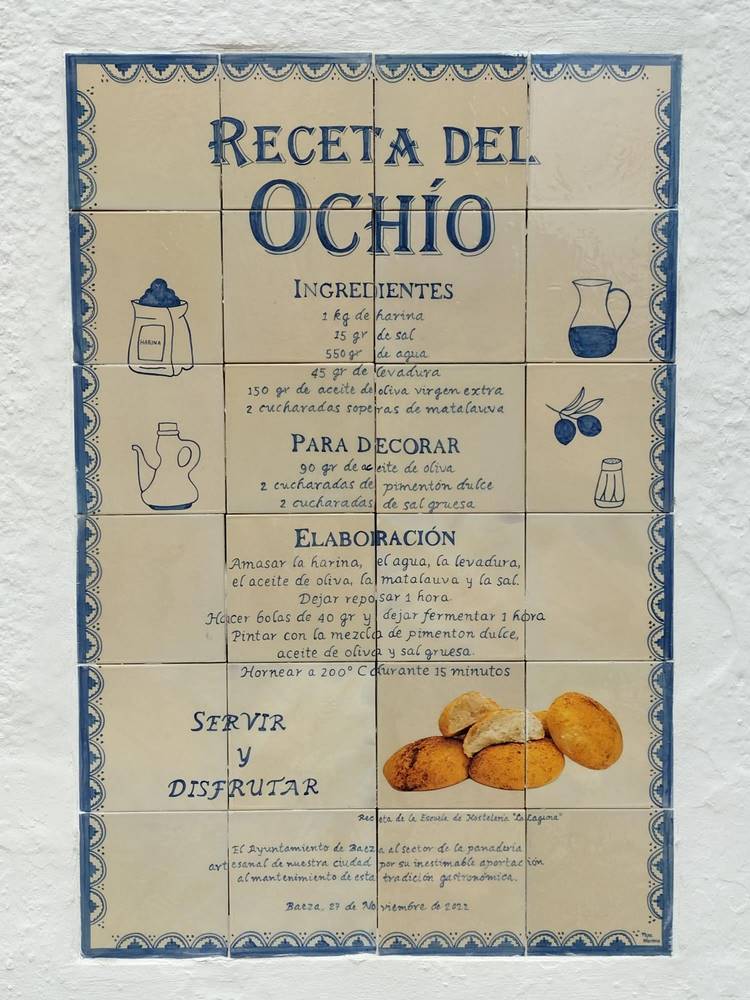 RECETA DEL
OCHÍO
INGREDIENTES
1 kg de harina
15 gr de sal
550 gr de agua
45 gr de levadura
150 gr de aceite de oliva virgen extra
2 cucharadas soperas de matalauva
HARINA
PARA DECORAR
90 gr de aceite de oliva
2 cucharadas de pimentón dulce
2 cucharadas de sal gruesa
ELABORACIÓN
Amasar la harina, el agua, la levadura,
el aceite de oliva, la matalauva y la sal.
Dejar reposar 1 hora.
Hacer bolas de 40 gr y dejar fermentar 1 hora
Pintar con la mezcla de pimenton dulce,
aceite de oliva y sal gruesa.
Hornear a 200° C durante 15 minutos
SERVIR
y
DISFRUTAR
Receta de la Escuela de Hostelería "La Laguna"
El Ayuntamiento de Baeza al sector de la panadería
artesanal de nuestra ciudad por su inestimable aportación
al mantenimiento de esta tradición gastronómica.
Baeza, 27 de Noviembre de 2022